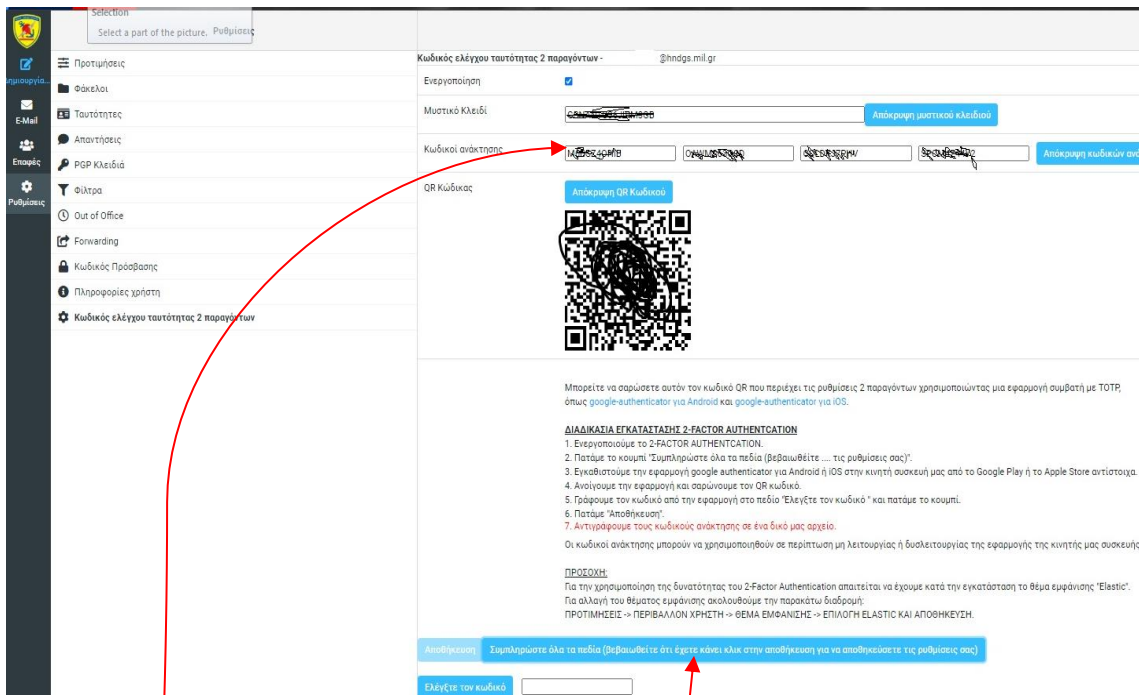 Selection
Select a part of the picture. Ρυθμίσεις
Δημιουργία...
E-Mail
Επαφές
Ρυθμίσεις
Προτιμήσεις
Φάκελοι
Ταυτότητες
Απαντήσεις
PGP Κλειδιά
Φίλτρα
Out of Office
Forwarding
Κωδικός Πρόσβασης
Πληροφορίες χρήστη
Κωδικός ελέγχου ταυτότητας 2 παραγόντων
Κωδικός ελέγχου ταυτότητας 2 παραγόντων - @hndgs.mil.gr
Ενεργοποίηση
Μυστικό Κλειδί Απόκρυψη μυστικού κλειδιού
Κωδικοί ανάκτησης Απόκρυψη κωδικών
QR Κώδικας Απόκρυψη QR Κωδικού
Μπορείτε να σαρώσετε αυτόν τον κωδικό QR που περιέχει τις ρυθμίσεις 2 παραγόντων χρησιμοποιώντας μια εφαρμογή συμβατή με TOTP,
όπως google-authenticator για Android και google-authenticator για iOS.
ΔΙΑΔΙΚΑΣΙΑ ΕΓΚΑΤΑΣΤΑΣΗΣ 2-FACTOR AUTHENTCATION
1. Ενεργοποιούμε το 2-FACTOR AUTHENTCATION.
2. Πατάμε το κουμπί "Συμπληρώστε όλα τα πεδία (βεβαιωθείτε .... τις ρυθμίσεις σας)".
3. Εγκαθιστούμε την εφαρμογή google authenticator για Android ή iOS στην κινητή συσκευή μας από το Google Play ή το Apple Store αντίστοιχα.
4. Ανοίγουμε την εφαρμογή και σαρώνουμε τον QR κωδικό.
5. Γράφουμε τον κωδικό από την εφαρμογή στο πεδίο "Ελεγξτε τον κωδικό " και πατάμε το κουμπί.
6. Πατάμε "Αποθήκευση".
7. Αντιγράφουμε τους κωδικούς ανάκτησης σε ένα δικό μας αρχείο.
Οι κωδικοί ανάκτησης μπορούν να χρησιμοποιηθούν σε περίπτωση μη λειτουργίας ή δυσλειτουργίας της εφαρμογής της κινητής μας συσκευής
ΠΡΟΣΟΧΗ:
Για την χρησιμοποίηση της δυνατότητας του 2-Factor Authentication απαιτείται να έχουμε κατά την εγκατάσταση το θέμα εμφάνισης "Elastic".
Για αλλαγή του θέματος εμφάνισης ακολουθούμε την παρακάτω διαδρομή:
ΠΡΟΤΙΜΗΣΕΙΣ -> ΠΕΡΙΒΑΛΛΟΝ ΧΡΗΣΤΗ -> ΘΕΜΑ ΕΜΦΑΝΙΣΗΣ -> ΕΠΙΛΟΓΗ ELASTIC ΚΑΙ ΑΠΟΘΗΚΕΥΣΗ.
Αποθήκευση Συμπληρώστε όλα τα πεδία (βεβαιωθείτε ότι έχετε κάνει κλικ στην αποθήκευση για να αποθηκεύσετε τις ρυθμίσεις σας)
Ελέγξτε τον κωδικό